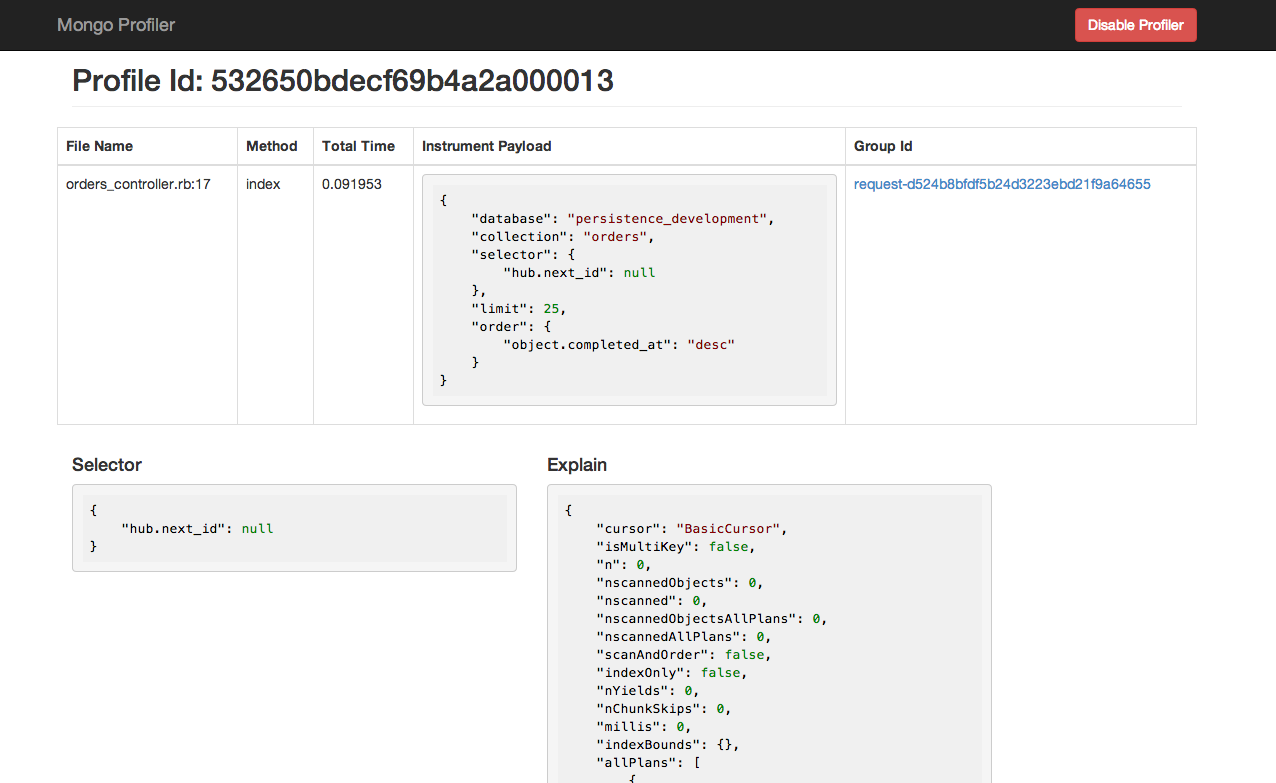 Mongo Profiler
Disable Profiler
Profile Id: 532650bdecf69b4a2a000013
File Name Method Total Time Instrument Payload Group Id
orders_controller.rb:17 index 0.091953 request-d524b8bfdf5b24d3223ebd21f9a64655
{
    "database": "persistence_development",
    "collection": "orders",
    "selector": {
        "hub.next_id": null
    },
    "limit": 25,
    "order": {
        "object.completed_at": "desc"
    }
}
Selector
{
    "hub.next_id": null
}
Explain
{
    "cursor": "BasicCursor",
    "isMultiKey": false,
    "n": 0,
    "nscannedObjects": 0,
    "nscanned": 0,
    "nscannedObjectsAllPlans": 0,
    "nscannedAllPlans": 0,
    "scanAndOrder": false,
    "indexOnly": false,
    "nYields": 0,
    "nChunkSkips": 0,
    "millis": 0,
    "indexBounds": {},
    "allPlans": [
        {